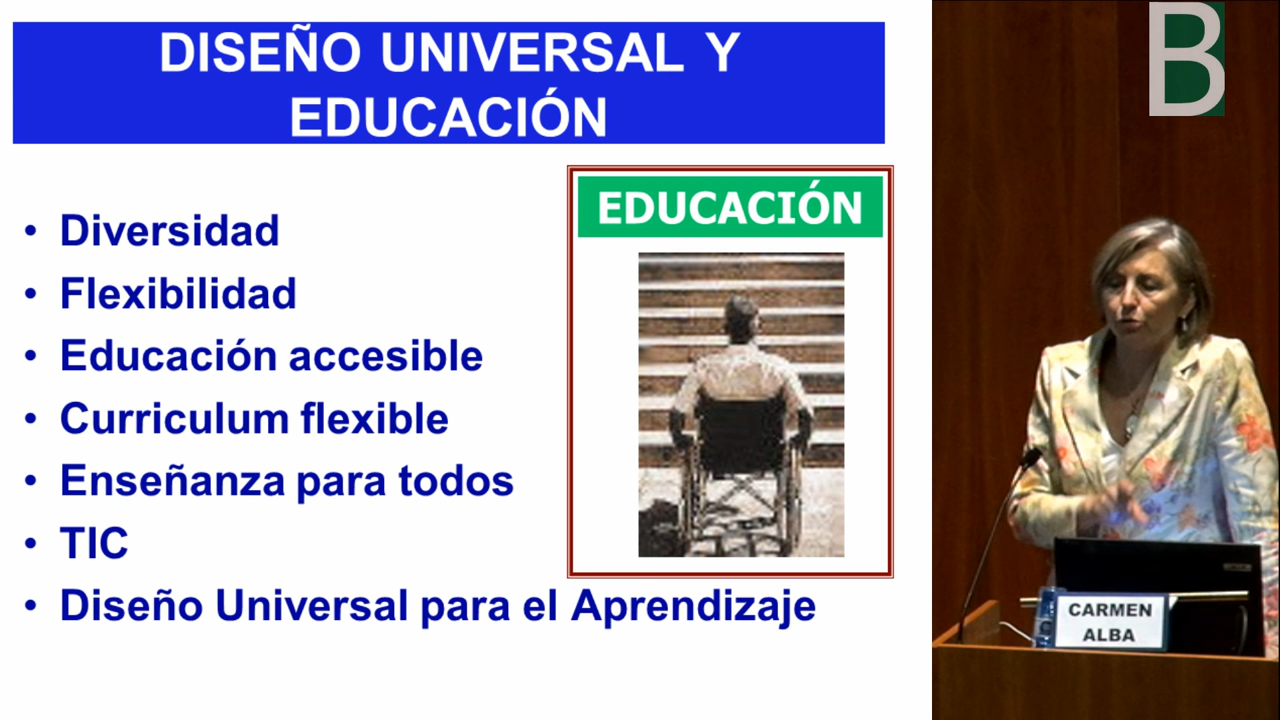 DISEÑO UNIVERSAL Y
EDUCACIÓN
• Diversidad
• Flexibilidad
• Educación accesible
• Curriculum flexible
• Enseñanza para todos
• TIC
• Diseño Universal para el Aprendizaje
EDUCACIÓN
B
CARMEN
ALBA